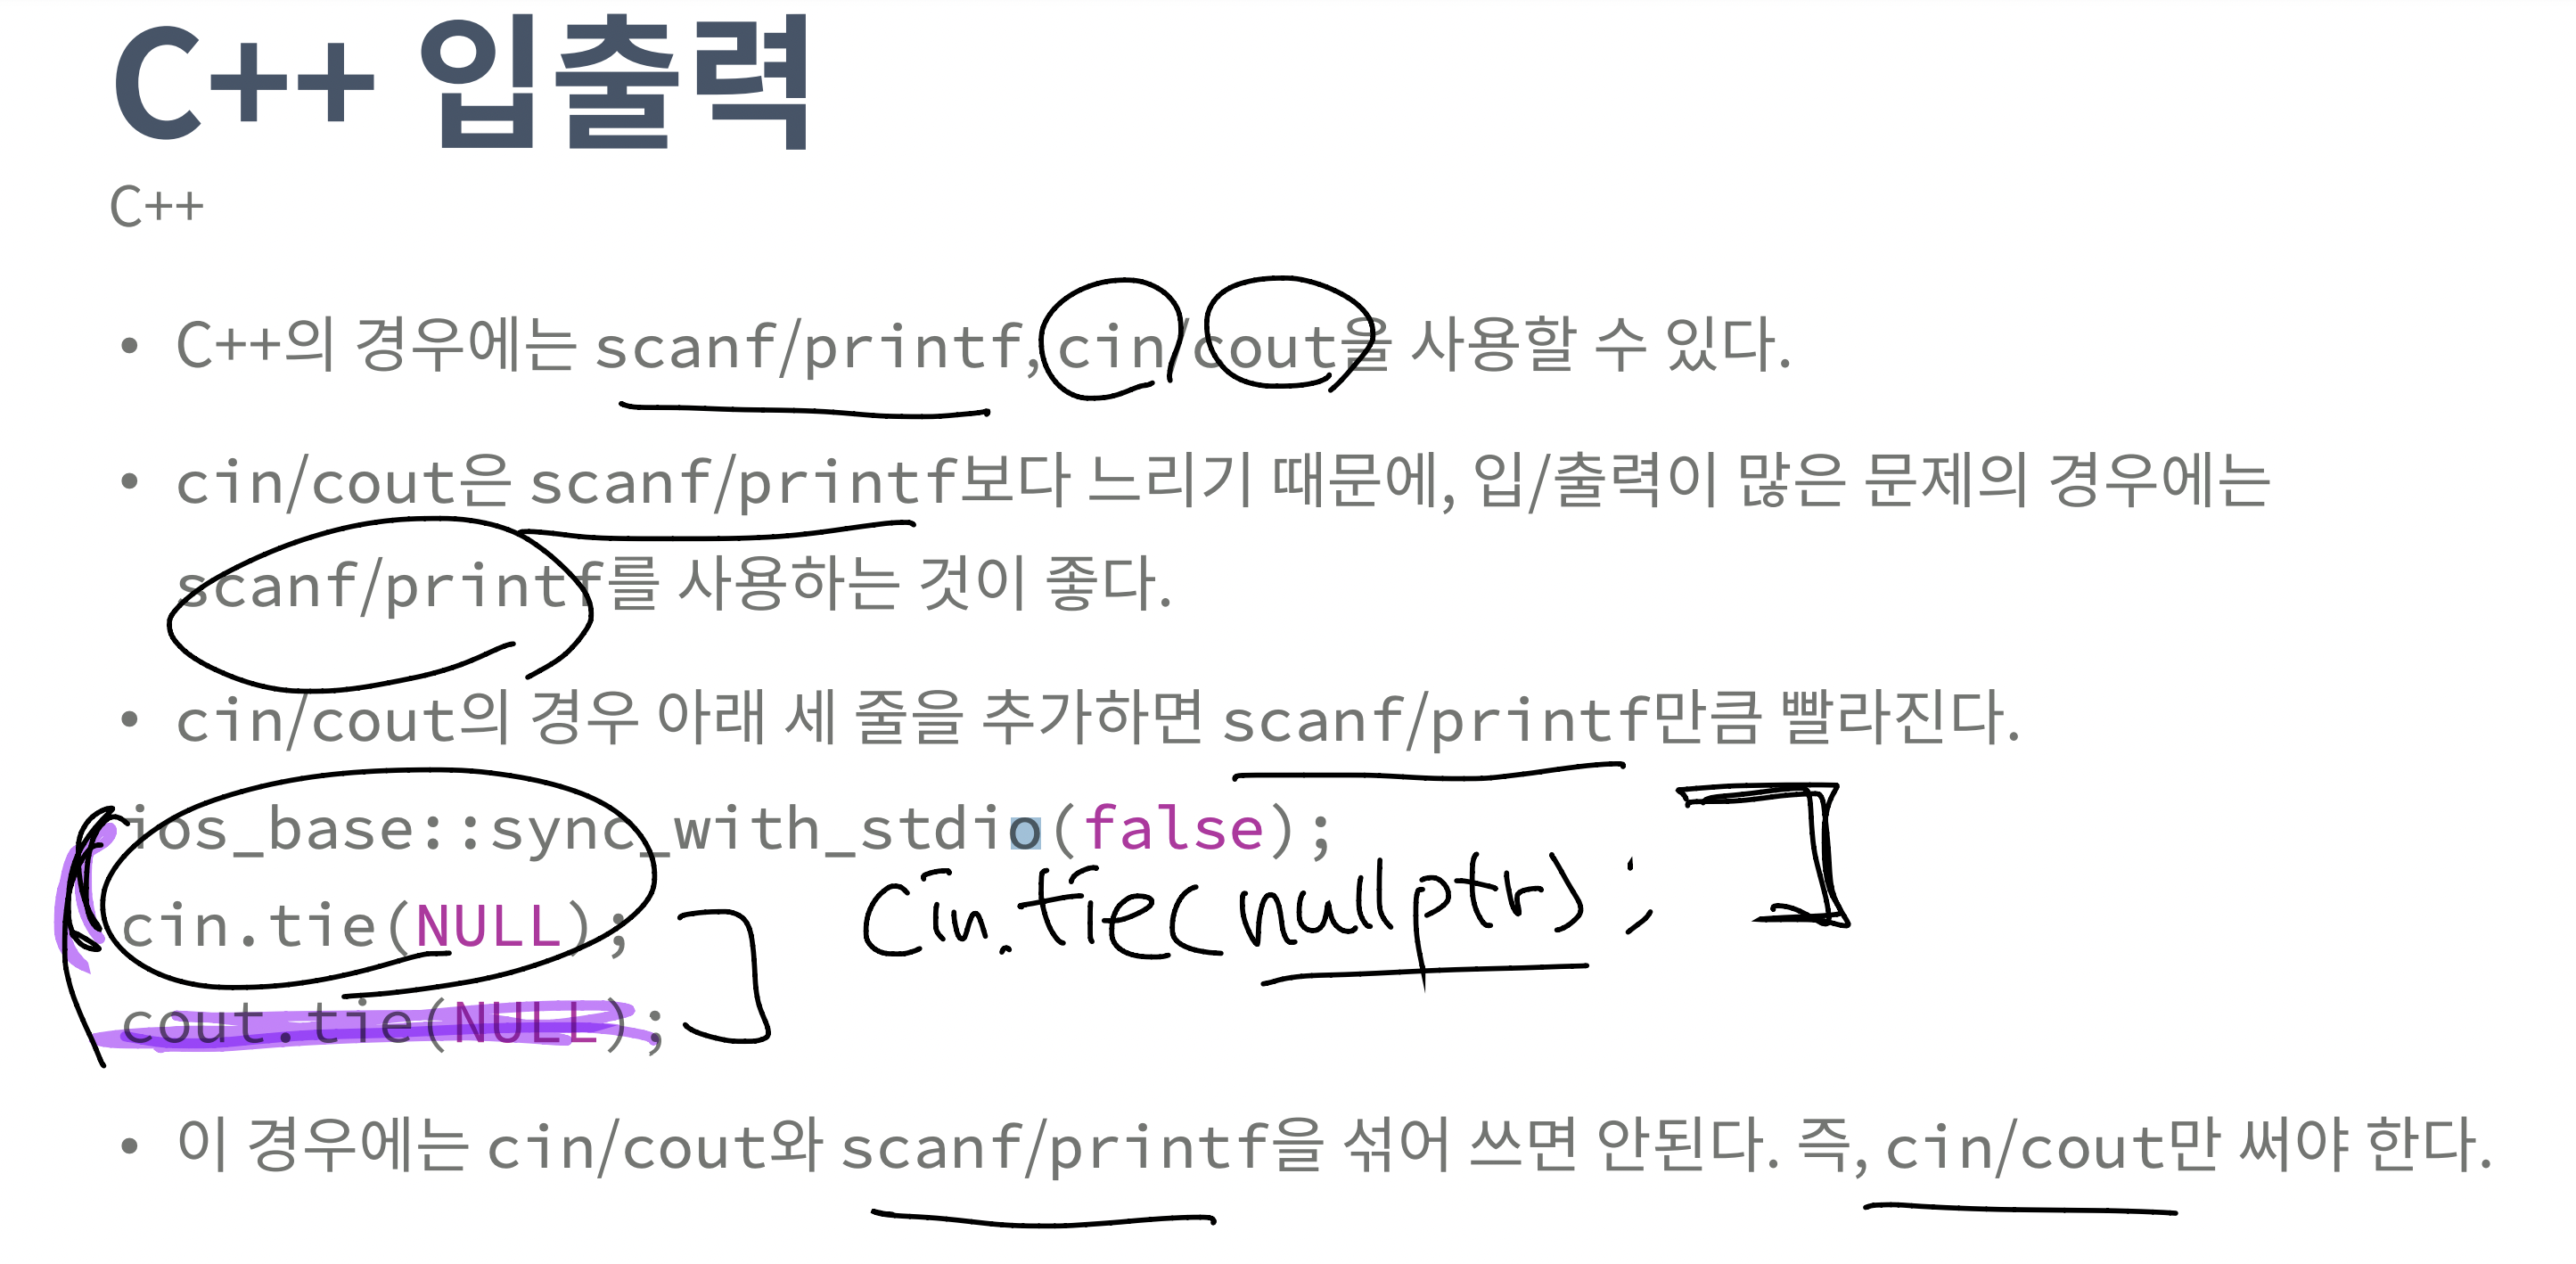 C++ 입출력
C++
• C++의 경우에는 scanf/printf, cin/cout을 사용할 수 있다.
• cin/cout은 scanf/printf보다 느리기 때문에, 입/출력이 많은 문제의 경우에는
scanf/printf를 사용하는 것이 좋다.
• cin/cout의 경우 아래 세 줄을 추가하면 scanf/printf만큼 빨라진다.
ios_base::sync_with_stdio(false);
cin.tie(NULL);
cin.tie(nullptr);
cout.tie(NULL);
• 이 경우에는 cin/cout와 scanf/printf을 섞어 쓰면 안된다. 즉, cin/cout만 써야 한다.